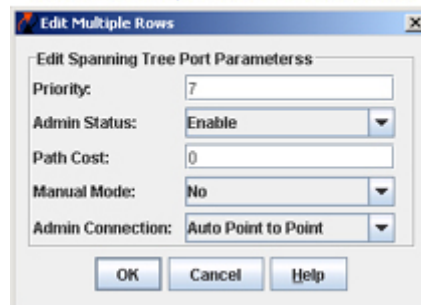 Edit Multiple Rows
Edit Spanning Tree Port Parameterss
Priority: 7
Admin Status: Enable
Path Cost: 0
Manual Mode: No
Admin Connection: Auto Point to Point
OK Cancel Help